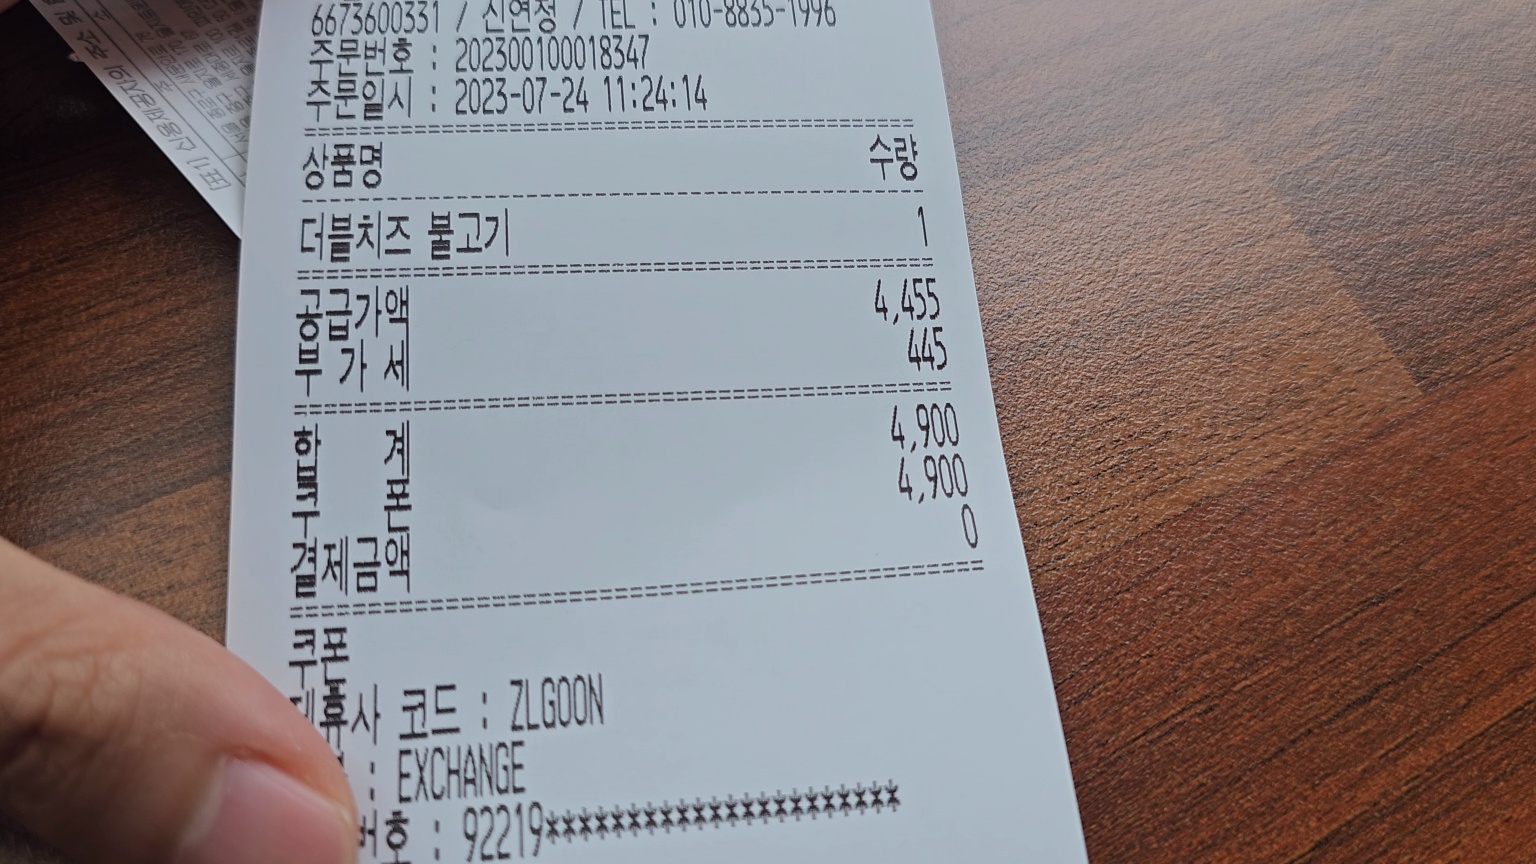 6673600331 / 신연정 / TEL : 010-8835-1996
주문번호 : 202300100018347
주문일시 : 2023-07-24 11:24:14
상품명 수량
더블치즈 불고기 1
공급가액 4,455
부 가 세 445
합 계 4,900
쿠 폰 4,900
결제금액 0
쿠폰
제휴사 코드 : ZLGOON
: EXCHANGE
번호 : 92219**********************